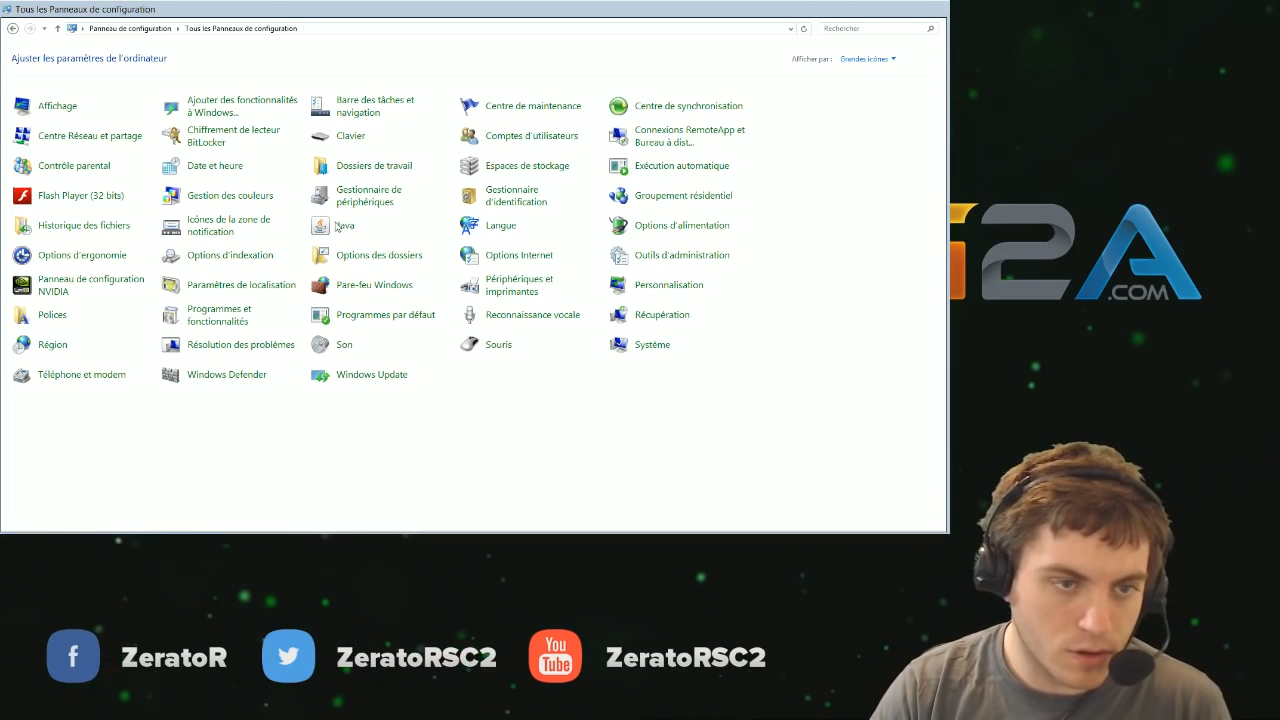 Tous les Panneaux de configuration
Panneau de configuration
Tous les Panneaux de configuration
Rechercher
Ajuster les paramètres de l'ordinateur
Afficher par :
Grandes icônes
Affichage
Ajouter des fonctionnalités
à Windows...
Barre des tâches et
navigation
Centre de maintenance
Centre de synchronisation
Centre Réseau et partage
Chiffrement de lecteur
BitLocker
Clavier
Comptes d'utilisateurs
Connexions RemoteApp et
Bureau à dist...
Contrôle parental
Date et heure
Dossiers de travail
Espaces de stockage
Exécution automatique
Flash Player (32 bits)
Gestion des couleurs
Gestionnaire de
périphériques
Gestionnaire
d'identification
Groupement résidentiel
Historique des fichiers
Icônes de la zone de
notification
Java
Langue
Options d'alimentation
Options d'ergonomie
Options d'indexation
Options des dossiers
Options Internet
Outils d'administration
Panneau de configuration
NVIDIA
Paramètres de localisation
Pare-feu Windows
Périphériques et
imprimantes
Personnalisation
Polices
Programmes et
fonctionnalités
Programmes par défaut
Reconnaissance vocale
Récupération
Région
Résolution des problèmes
Son
Souris
Système
Téléphone et modem
Windows Defender
Windows Update
2A
.COM
f
ZeratoR
ZeratoRSC2
You
Tube
ZeratoRSC2